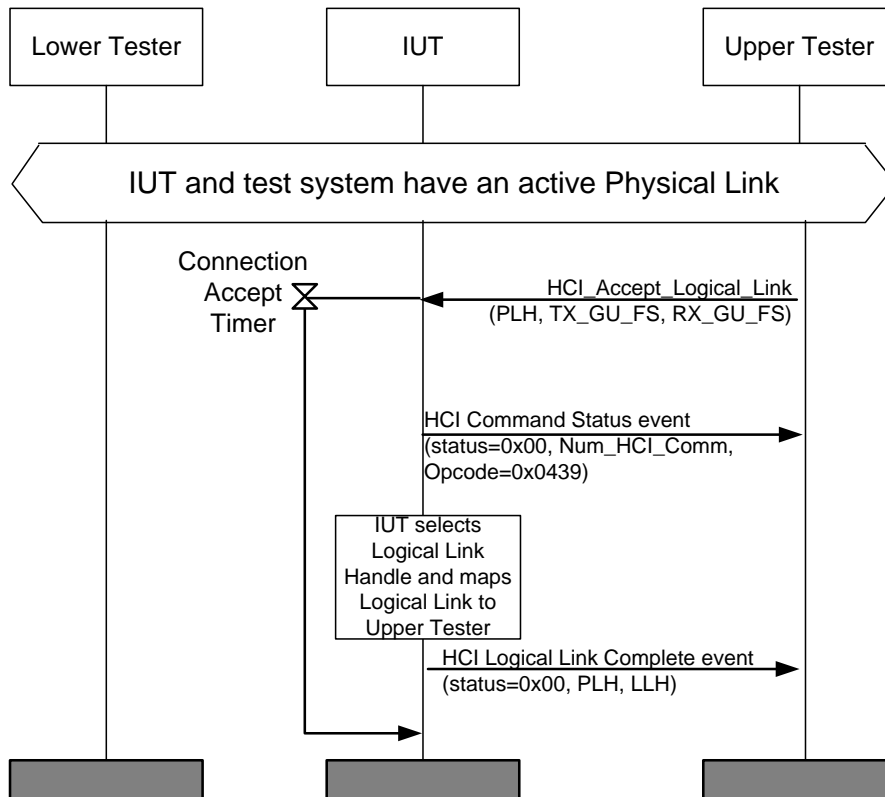 Lower Tester
IUT
Upper Tester
IUT and test system have an active Physical Link
Connection
Accept
Timer
HCI_Accept_Logical_Link
(PLH, TX_GU_FS, RX_GU_FS)
HCI Command Status event
(status=0x00, Num_HCI_Comm,
Opcode=0x0439)
IUT selects
Logical Link
Handle and maps
Logical Link to
Upper Tester
HCI Logical Link Complete event
(status=0x00, PLH, LLH)